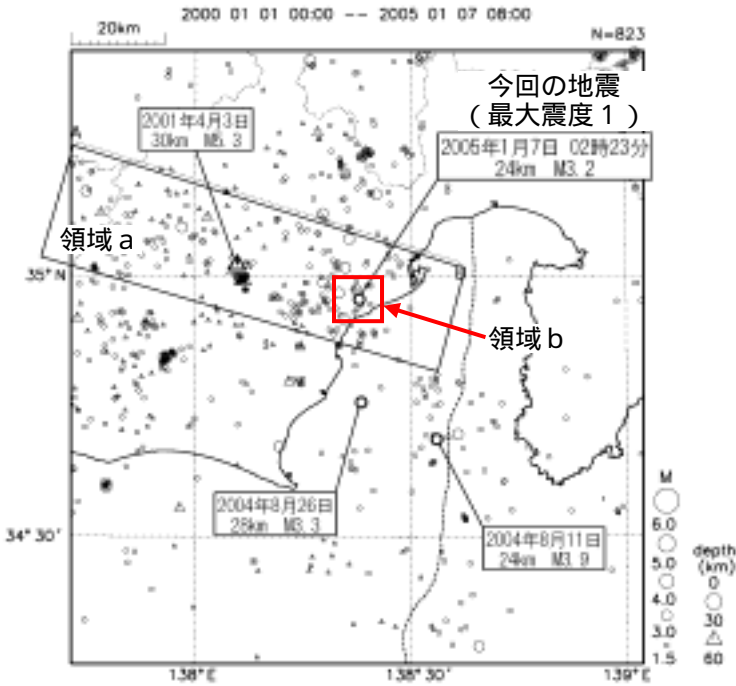 2000 01 01 00:00 -- 2005 01 07 08:00
20km
N=823
今回の地震
（最大震度１）
2001年4月3日
30km M5.3
2005年1月7日 02時23分
24km M3.2
A
領域ａ
B
35°N
領域ｂ
2004年8月26日
28km M3.3
2004年8月11日
24km M3.9
34°30'
M
6.0
5.0
4.0
3.0
1.5
depth
(km)
0
30
60
138°E
138°30'
139°E